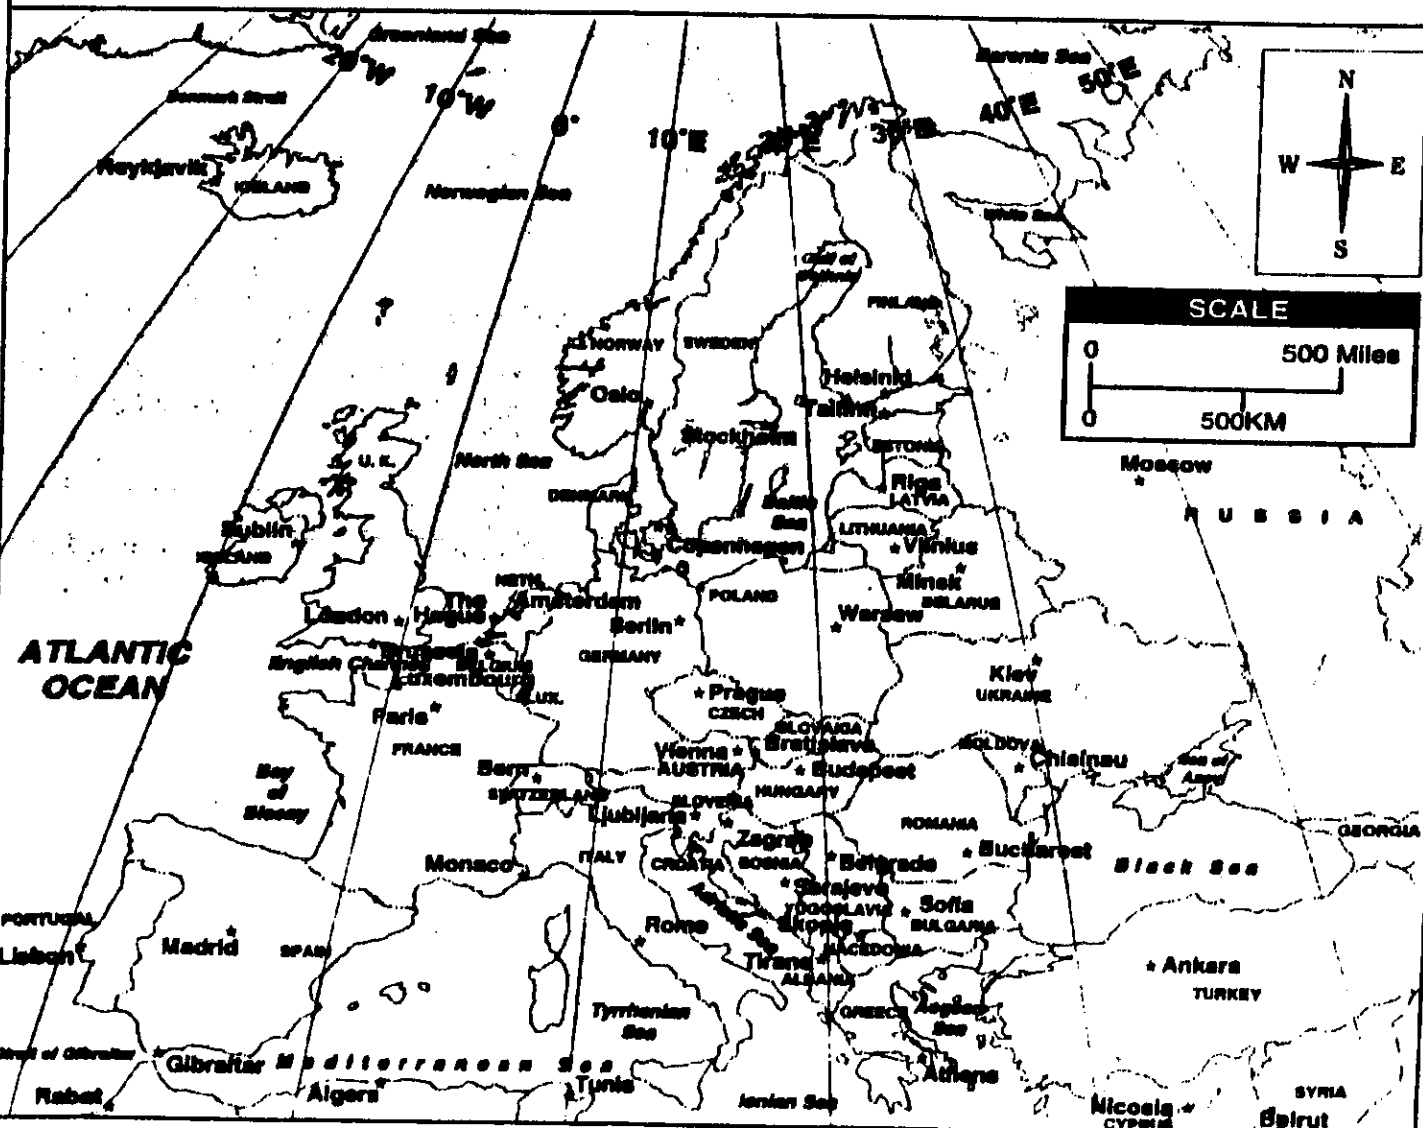 Greenland Sea
Barents Sea
20°W
50°E
N
Denmark Strait
10°W
40°E
0°
10°E
W
E
Reykjavik
ICELAND
Norwegian Sea
White Sea
S
Gulf of
Bothnia
FINLAND
SCALE
0
500 Miles
NORWAY
SWEDEN
Helsinki
Oslo
Tallinn
0
500KM
Stockholm
ESTONIA
U. K.
North Sea
Moscow
Riga
LATVIA
DENMARK
Baltic
Sea
R U S S I A
Dublin
IRELAND
LITHUANIA
Vilnius
Copenhagen
NETH.
Minsk
POLAND
BELARUS
The
Hague
Amsterdam
London
Berlin
Warsaw
ATLANTIC
OCEAN
English Channel
Brussels
BELGIUM
GERMANY
Luxembourg
LUX.
Kiev
UKRAINE
Prague
CZECH
Paris
FRANCE
SLOVAKIA
Bratislava
Vienna
AUSTRIA
MOLDOVA
Chisinau
Sea of
Azov
Bay
of
Biscay
Bern
SWITZERLAND
Budapest
HUNGARY
SLOVENIA
Ljubljana
ROMANIA
GEORGIA
Zagreb
Monaco
ITALY
CROATIA
BOSNIA
Belgrade
Bucharest
Black Sea
Sarajevo
YUGOSLAVIA
Sofia
BULGARIA
PORTUGAL
Lisbon
Madrid
SPAIN
Rome
Adriatic Sea
Skopje
MACEDONIA
Tirane
ALBANIA
Ankara
TURKEY
Tyrrhenian
Sea
GREECE
Aegean
Sea
Strait of Gibraltar
Gibraltar
Mediterranean Sea
Athens
Rabat
Algers
Tunis
Ionian Sea
SYRIA
Nicosia
CYPRUS
Beirut